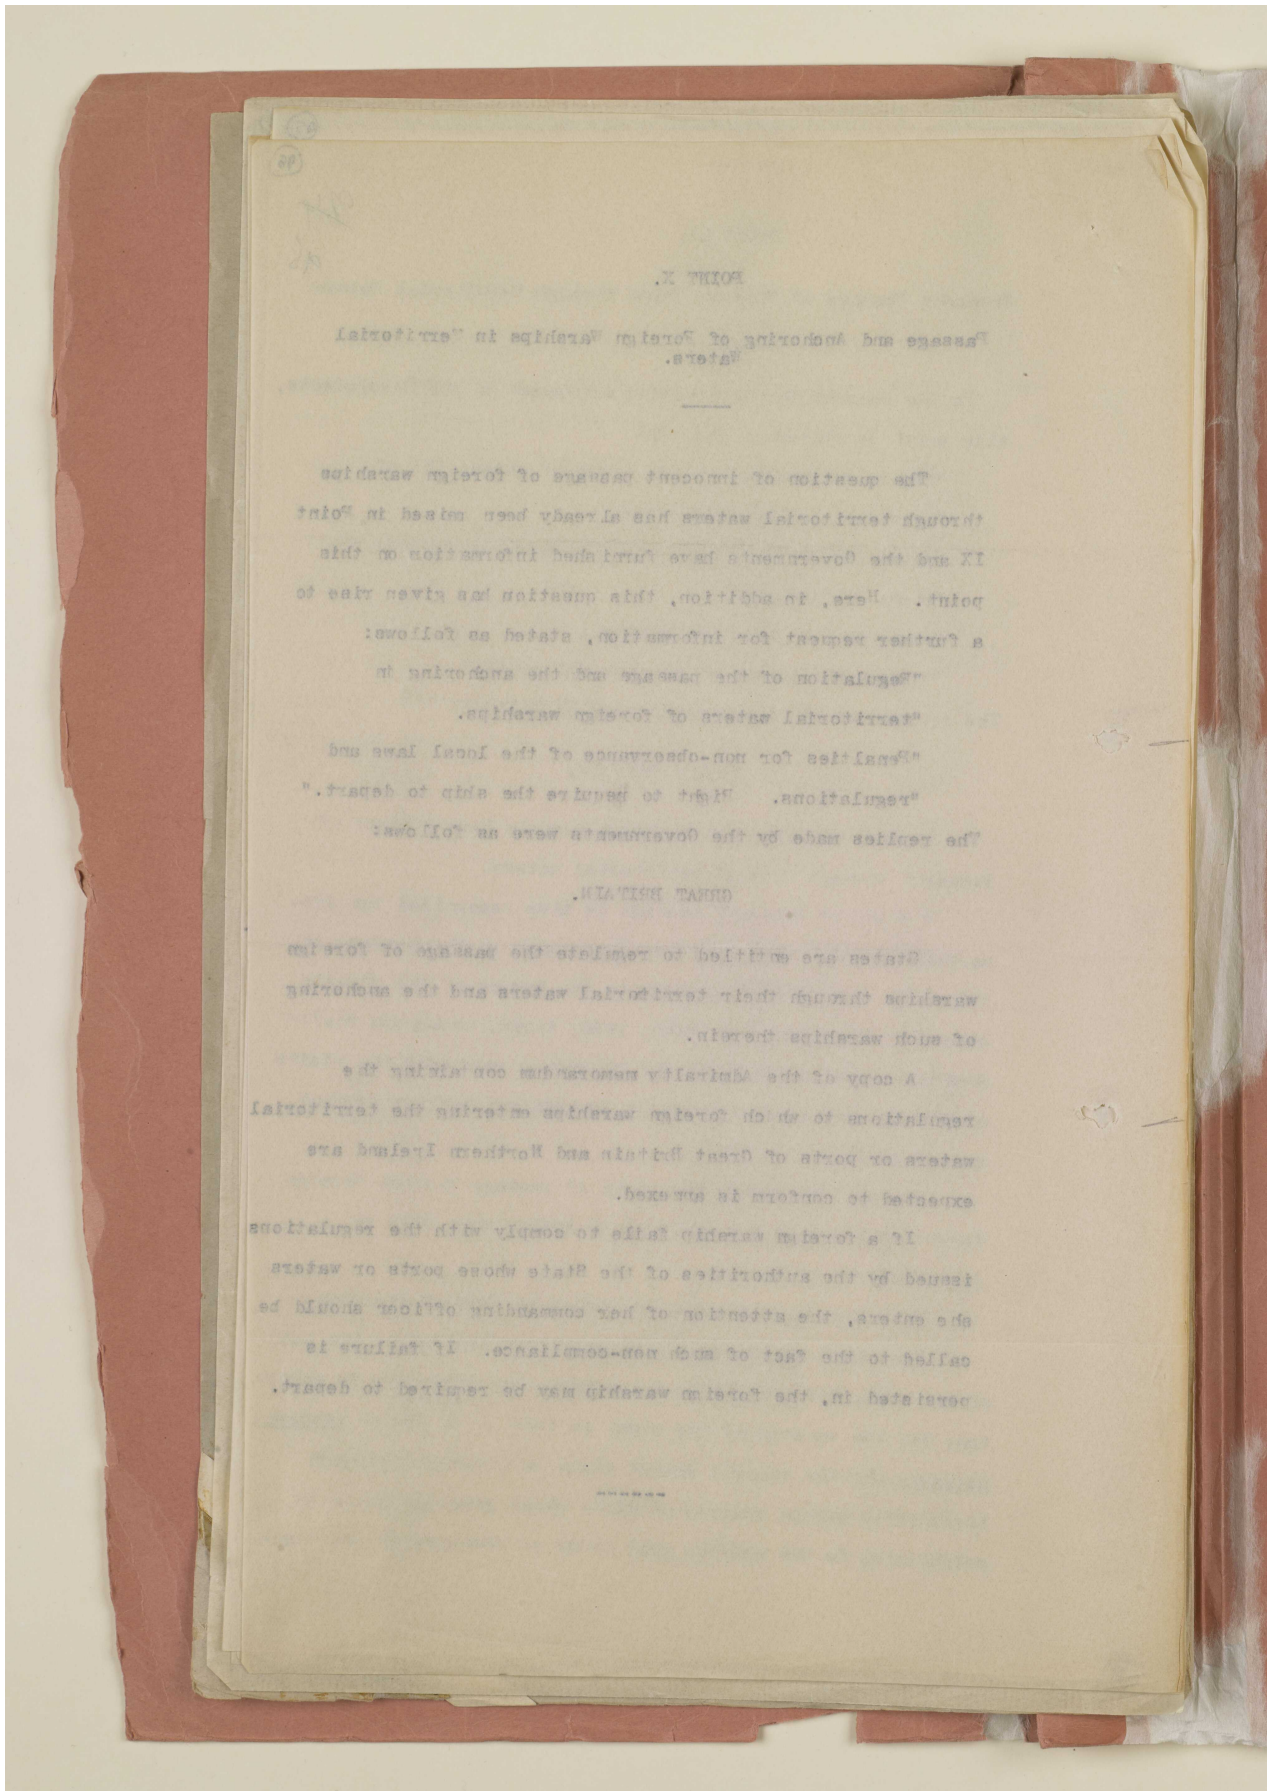 POINT X.
Passage and Anchoring of Foreign Warships in Territorial
Waters.
The question of innocent passage of foreign warships
through territorial waters has already been raised in Point
IX and the Governments have furnished information on this
point. Here, in addition, this question has given rise to
a further request for information, stated as follows:
"Regulation of the passage and the anchoring in
"territorial waters of foreign warships.
"Penalties for non-observance of the local laws and
"regulations. Right to require the ship to depart."
The replies made by the Governments were as follows:
GREAT BRITAIN.
States are entitled to regulate the passage of foreign
warships through their territorial waters and the anchoring
of such warships therein.
A copy of the Admiralty memorandum containing the
regulations to which foreign warships entering the territorial
waters or ports of Great Britain and Northern Ireland are
expected to conform is annexed.
If a foreign warship fails to comply with the regulations
issued by the authorities of the State whose ports or waters
she enters, the attention of her commanding officer should be
called to the fact of such non-compliance. If failure is
persisted in, the foreign warship may be required to depart.
------